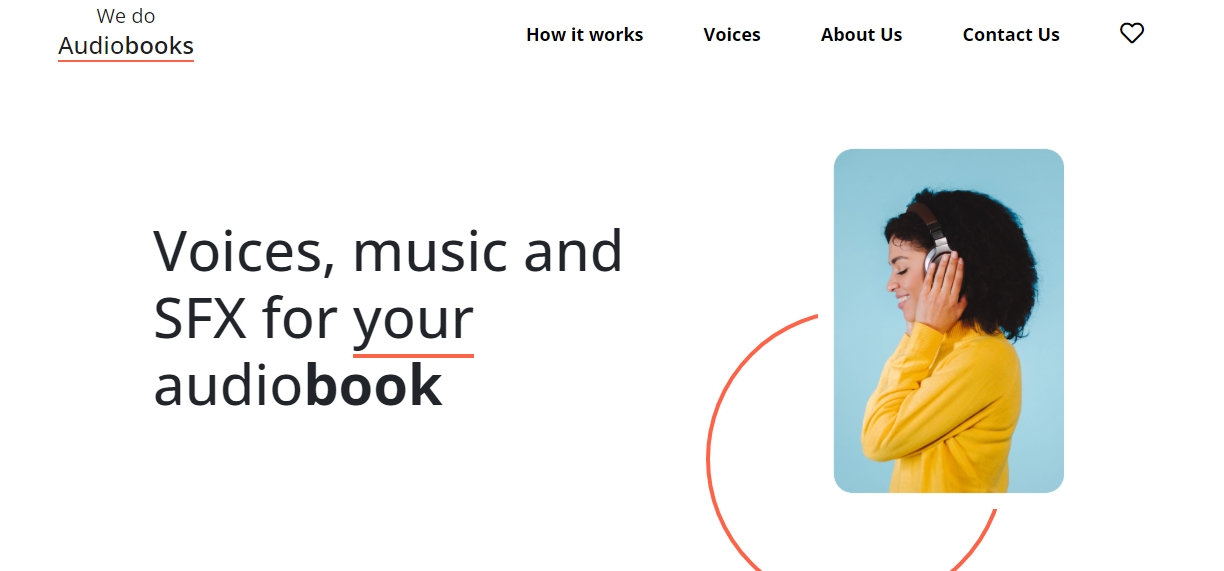 We do
Audiobooks
How it works Voices About Us Contact Us
Voices, music and
SFX for your
audiobook